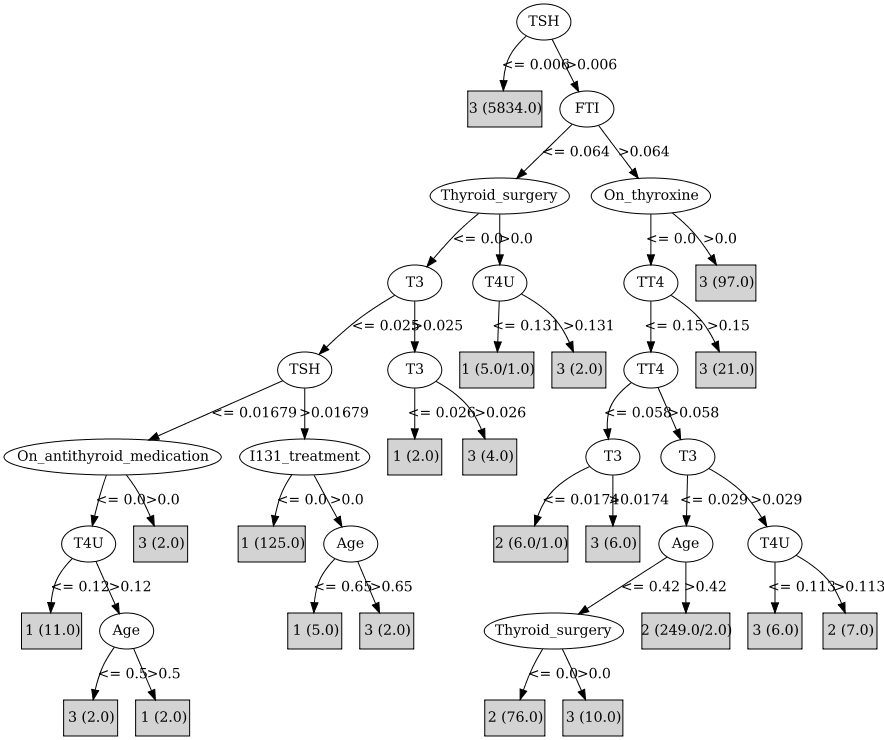 TSH
<= 0.006 >0.006
3 (5834.0) FTI
<= 0.064 >0.064
Thyroid_surgery On_thyroxine
<= 0.0 >0.0 <= 0.0 >0.0
T3 T4U TT4 3 (97.0)
<= 0.025 >0.025 <= 0.131 >0.131 <= 0.15 >0.15
TSH T3 1 (5.0/1.0) 3 (2.0) TT4 3 (21.0)
<= 0.01679 >0.01679 <= 0.026 >0.026 <= 0.058 >0.058
On_antithyroid_medication I131_treatment 1 (2.0) 3 (4.0) T3 T3
<= 0.0 >0.0 <= 0.0 >0.0 <= 0.0174 >0.0174 <= 0.029 >0.029
T4U 3 (2.0) 1 (125.0) Age 2 (6.0/1.0) 3 (6.0) Age T4U
<= 0.12 >0.12 <= 0.65 >0.65 <= 0.42 >0.42 <= 0.113 >0.113
1 (11.0) Age 1 (5.0) 3 (2.0) Thyroid_surgery 2 (249.0/2.0) 3 (6.0) 2 (7.0)
<= 0.5 >0.5 <= 0.0 >0.0
3 (2.0) 1 (2.0) 2 (76.0) 3 (10.0)